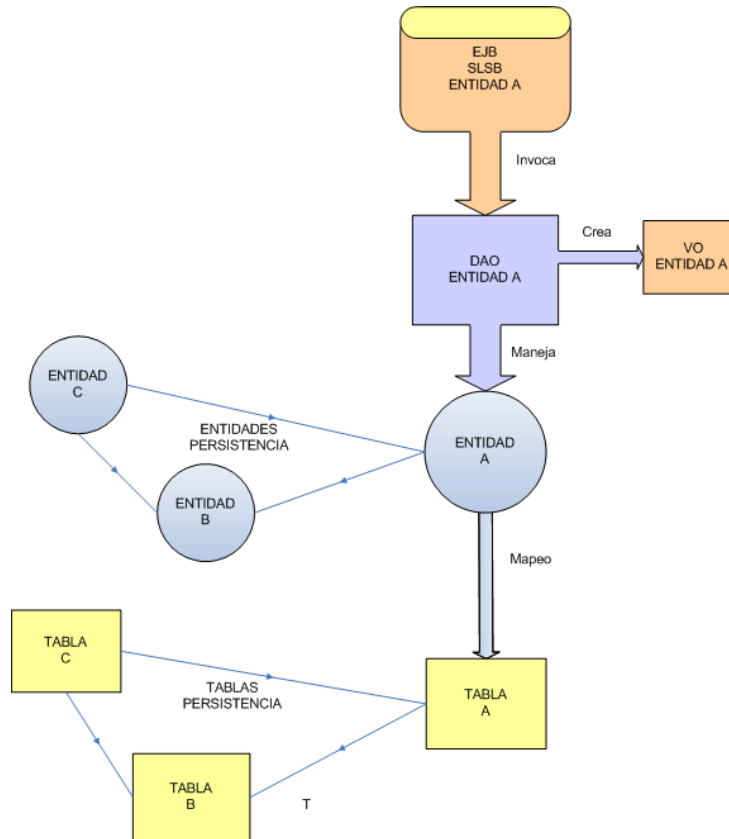 EJB
SLSB
ENTIDAD A
Invoca
DAO
ENTIDAD A
Crea
VO
ENTIDAD A
Maneja
ENTIDAD
C
ENTIDADES
PERSISTENCIA
ENTIDAD
A
ENTIDAD
B
Mapeo
TABLA
C
TABLAS
PERSISTENCIA
TABLA
A
TABLA
B
T